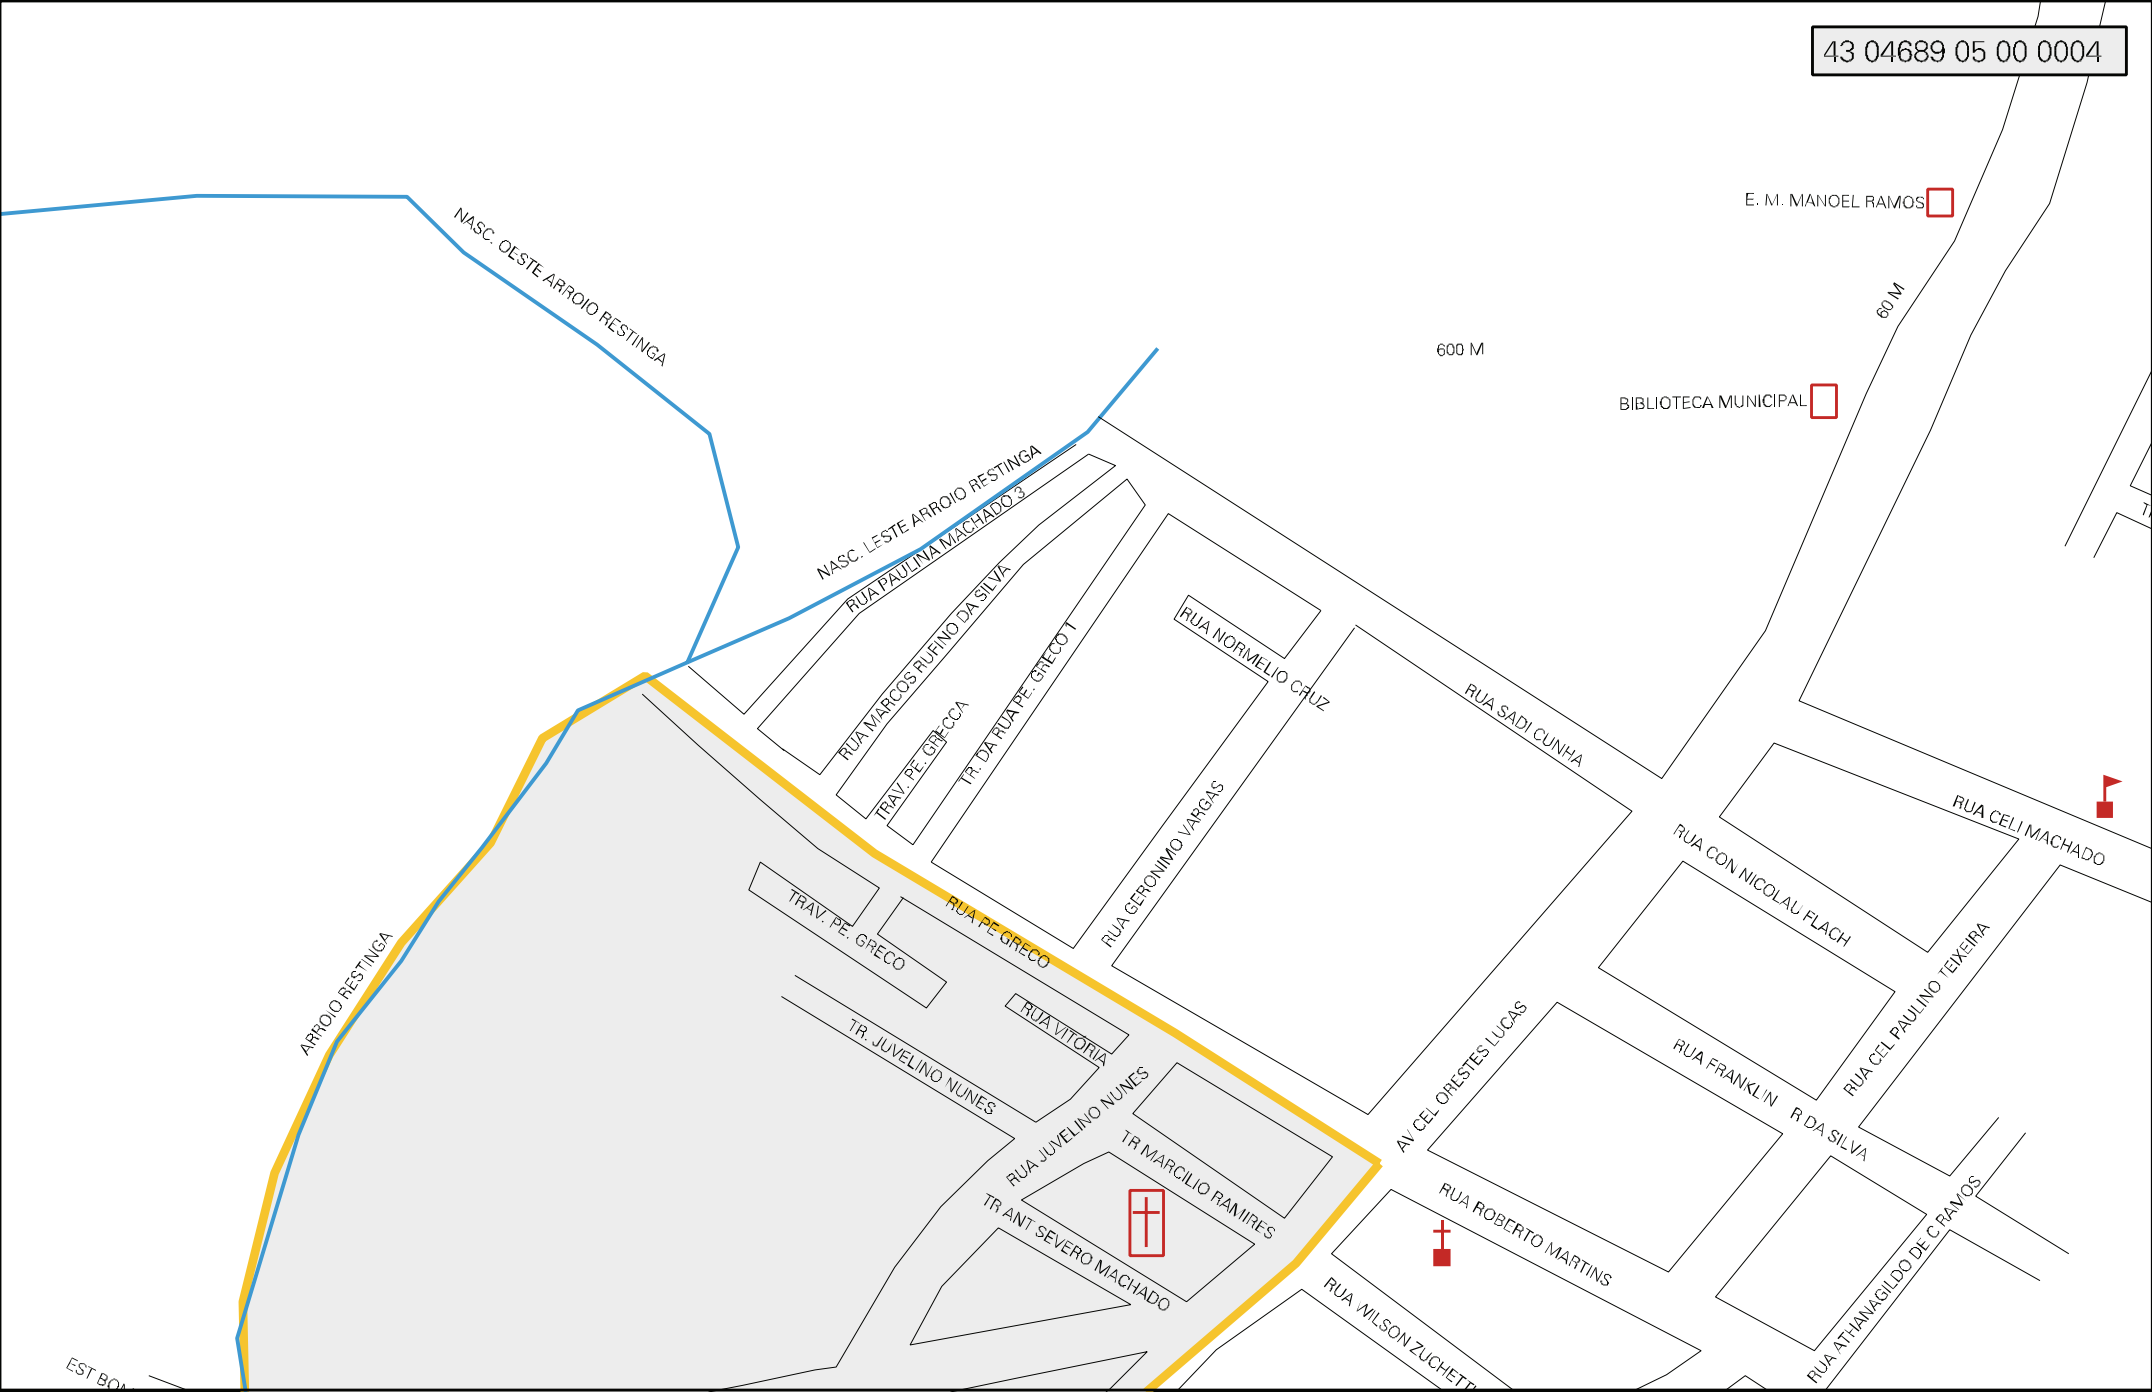 43 04689 05 00 0004
E. M. MANOEL RAMOS
NASC. OESTE ARROIO RESTINGA
60 M
600 M
BIBLIOTECA MUNICIPAL
NASC. LESTE ARROIO RESTINGA
RUA PAULINA MACHADO 3
RUA MARCOS RUFINO DA SILVA
TRAV. PE. GRECCA
TR. DA RUA PE. GRECO 1
RUA NORMELIO CRUZ
RUA SADI CUNHA
RUA GERONIMO VARGAS
RUA CELI MACHADO
RUA CON NICOLAU FLACH
RUA PE GRECO
TRAV. PE. GRECO
RUA VITÓRIA
TR. JUVELINO NUNES
ARROIO RESTINGA
RUA JUVELINO NUNES
AV CEL ORESTES LUCAS
RUA CEL PAULINO TEIXEIRA
RUA FRANKLIN R DA SILVA
TR MARCILIO RAMIRES
TR ANT SEVERO MACHADO
RUA ROBERTO MARTINS
RUA WILSON ZUCHETTI
RUA ATHANAGILDO DE C RAMOS
EST BOM